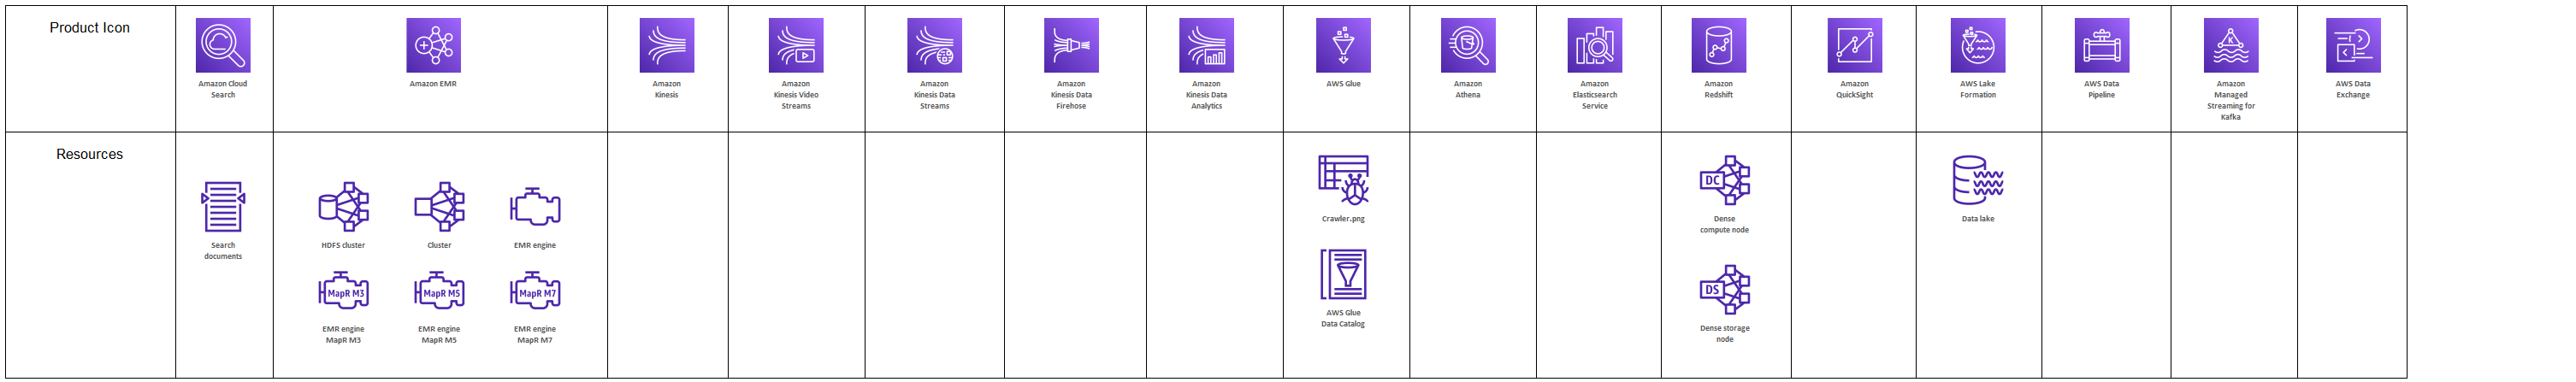 Product Icon
Amazon Cloud
Search
Amazon EMR
Amazon
Kinesis
Amazon
Kinesis Video
Streams
Amazon
Kinesis Data
Streams
Amazon
Kinesis Data
Firehose
Amazon
Kinesis Data
Analytics
AWS Glue
Amazon
Athena
Amazon
Elasticsearch
Service
Amazon
Redshift
Amazon
QuickSight
AWS Lake
Formation
AWS Data
Pipeline
K
Amazon
Managed
Streaming for
Kafka
AWS Data
Exchange
Resources
Search
documents
HDFS cluster
Cluster
EMR engine
MapR M3
EMR engine
MapR M3
MapR M5
EMR engine
MapR M5
MapR M7
EMR engine
MapR M7
Crawler.png
AWS Glue
Data Catalog
DC
Dense
compute node
DS
Dense storage
node
Data lake